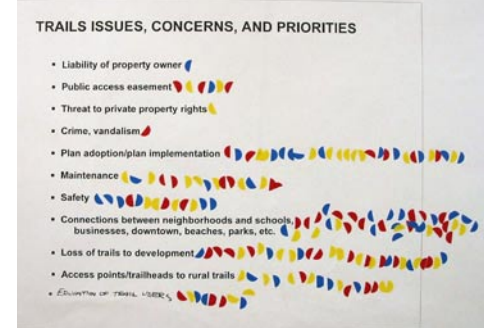 TRAILS ISSUES, CONCERNS, AND PRIORITIES
• Liability of property owner
• Public access easement
• Threat to private property rights
• Crime, vandalism
• Plan adoption/plan implementation
• Maintenance
• Safety
• Connections between neighborhoods and schools,
businesses, downtown, beaches, parks, etc.
• Loss of trails to development
• Access points/trailheads to rural trails
• EDUCATION OF TRAIL USERS